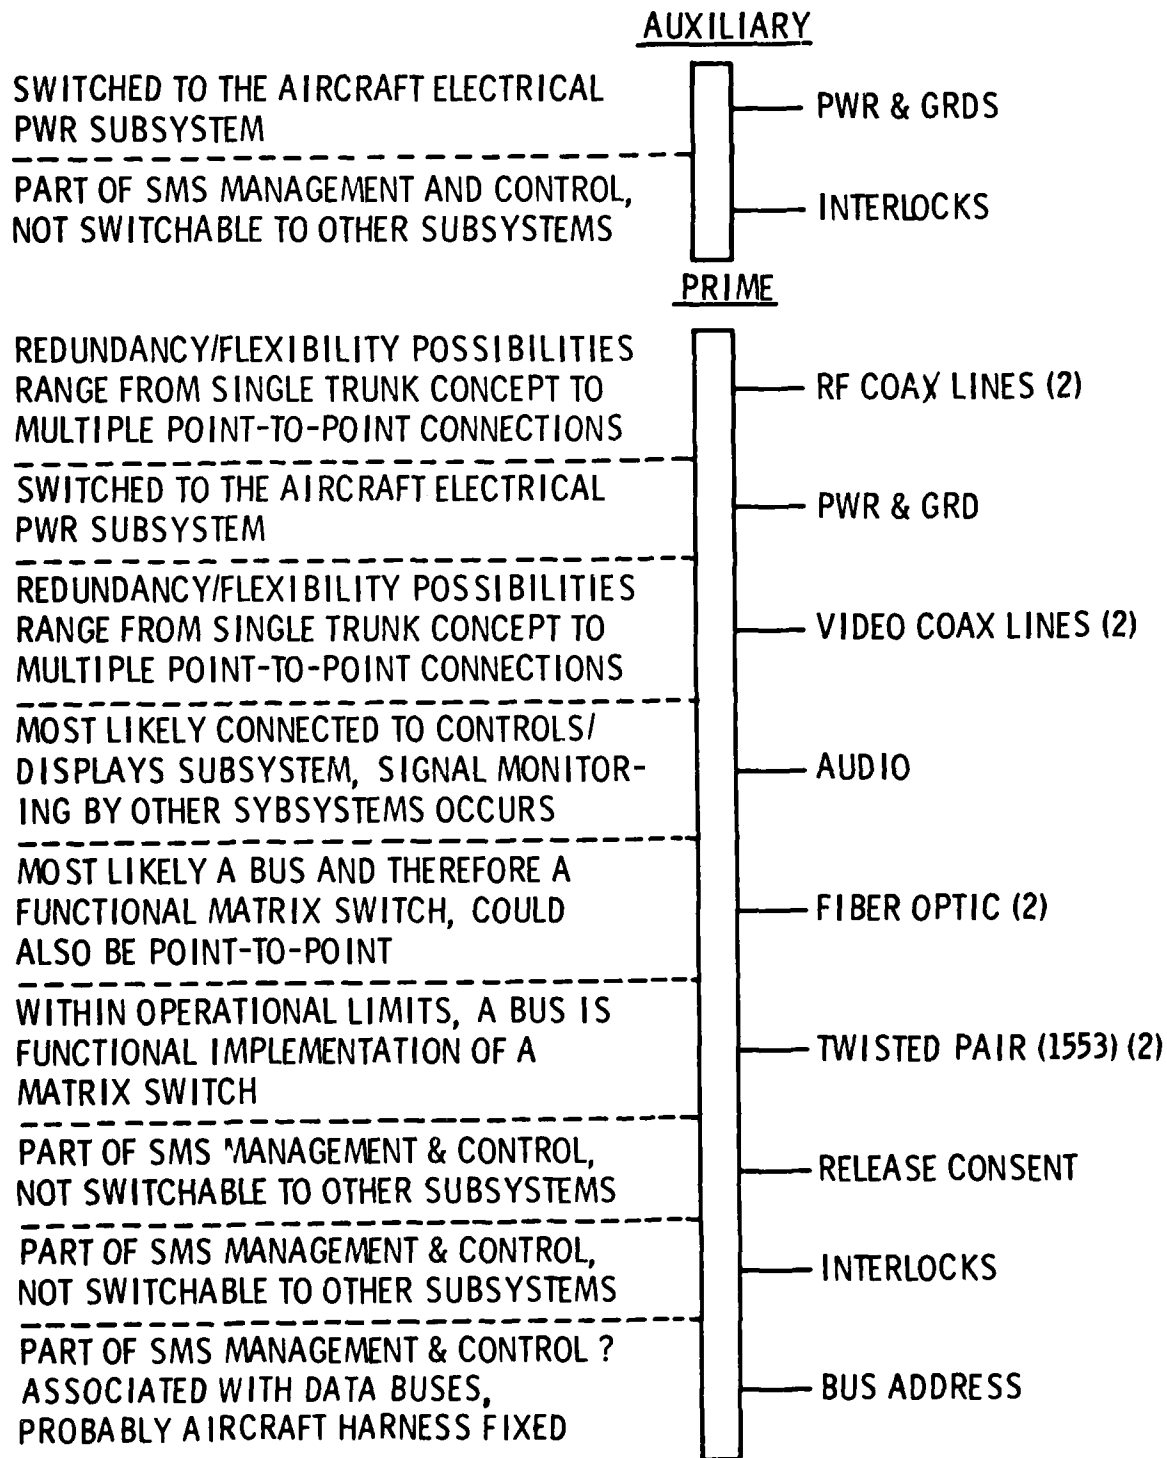 AUXILIARY
SWITCHED TO THE AIRCRAFT ELECTRICAL
PWR SUBSYSTEM
PWR & GRDS
PART OF SMS MANAGEMENT AND CONTROL,
NOT SWITCHABLE TO OTHER SUBSYSTEMS
INTERLOCKS
PRIME
REDUNDANCY/FLEXIBILITY POSSIBILITIES
RANGE FROM SINGLE TRUNK CONCEPT TO
MULTIPLE POINT-TO-POINT CONNECTIONS
RF COAX LINES (2)
SWITCHED TO THE AIRCRAFT ELECTRICAL
PWR SUBSYSTEM
PWR & GRD
REDUNDANCY/FLEXIBILITY POSSIBILITIES
RANGE FROM SINGLE TRUNK CONCEPT TO
MULTIPLE POINT-TO-POINT CONNECTIONS
VIDEO COAX LINES (2)
MOST LIKELY CONNECTED TO CONTROLS/
DISPLAYS SUBSYSTEM, SIGNAL MONITOR-
ING BY OTHER SYBSYSTEMS OCCURS
AUDIO
MOST LIKELY A BUS AND THEREFORE A
FUNCTIONAL MATRIX SWITCH, COULD
ALSO BE POINT-TO-POINT
FIBER OPTIC (2)
WITHIN OPERATIONAL LIMITS, A BUS IS
FUNCTIONAL IMPLEMENTATION OF A
MATRIX SWITCH
TWISTED PAIR (1553) (2)
PART OF SMS MANAGEMENT & CONTROL,
NOT SWITCHABLE TO OTHER SUBSYSTEMS
RELEASE CONSENT
PART OF SMS MANAGEMENT & CONTROL,
NOT SWITCHABLE TO OTHER SUBSYSTEMS
INTERLOCKS
PART OF SMS MANAGEMENT & CONTROL ?
ASSOCIATED WITH DATA BUSES,
PROBABLY AIRCRAFT HARNESS FIXED
BUS ADDRESS